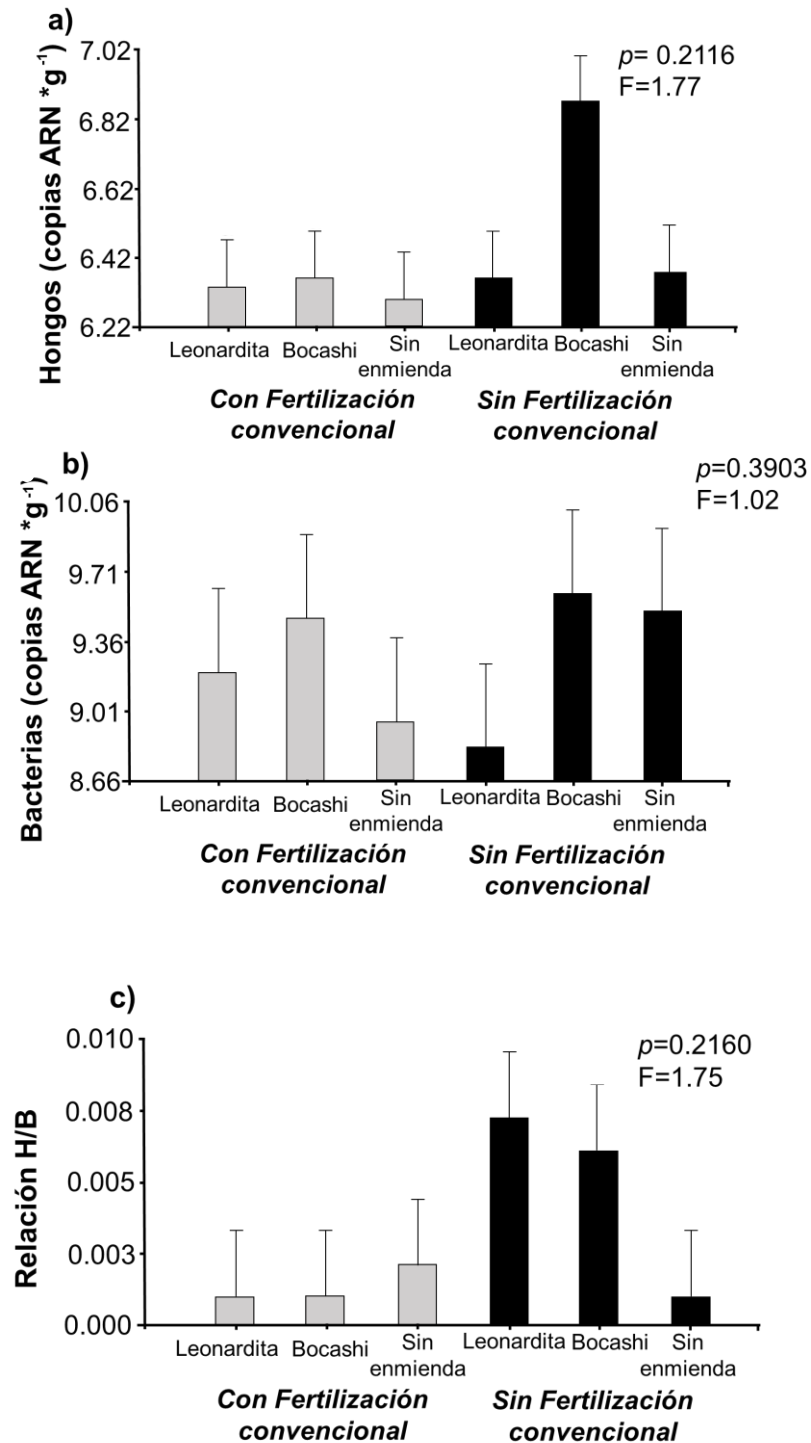 a)
Hongos (copias ARN *g-1)
7.02
6.82
6.62
6.42
6.22
p= 0.2116
F=1.77
Leonardita Bocashi Sin enmienda Leonardita Bocashi Sin enmienda
Con Fertilización convencional
Sin Fertilización convencional
b)
Bacterias (copias ARN *g-1)
10.06
9.71
9.36
9.01
8.66
p=0.3903
F=1.02
Leonardita Bocashi Sin enmienda Leonardita Bocashi Sin enmienda
Con Fertilización convencional
Sin Fertilización convencional
c)
Relación H/B
0.010
0.008
0.005
0.003
0.000
p=0.2160
F=1.75
Leonardita Bocashi Sin enmienda Leonardita Bocashi Sin enmienda
Con Fertilización convencional
Sin Fertilización convencional